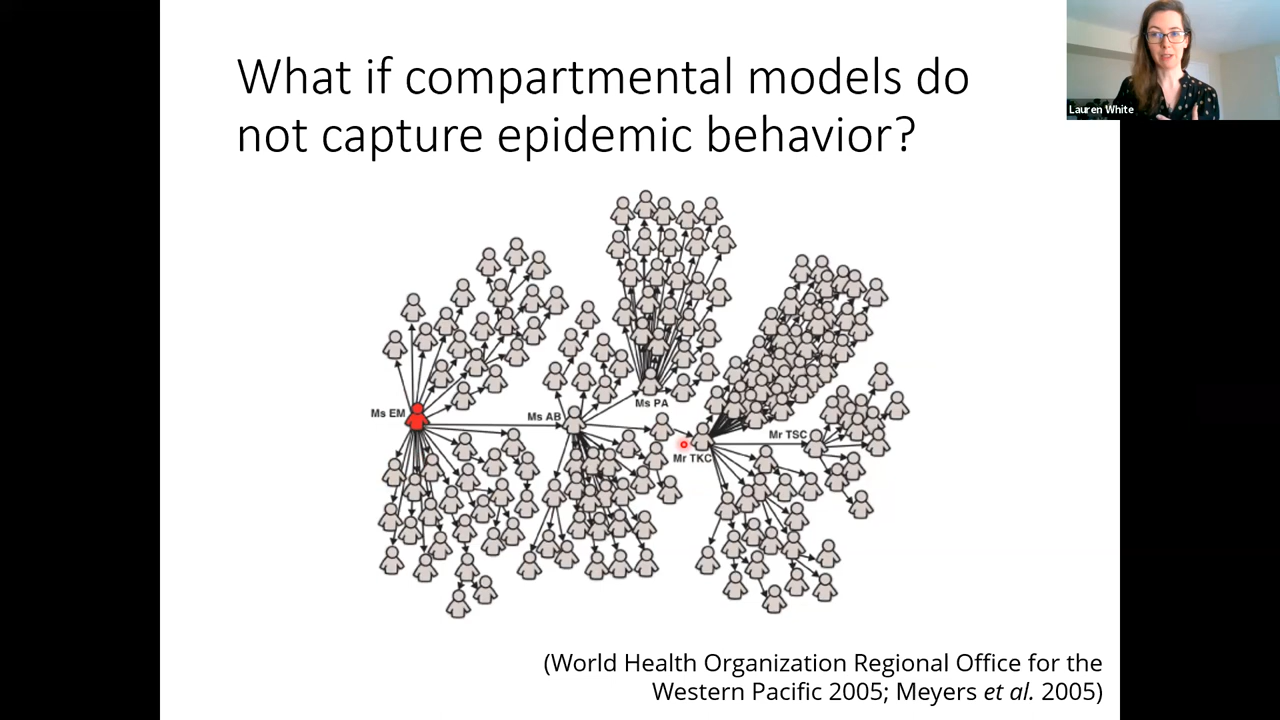 What if compartmental models do
not capture epidemic behavior?
Lauren White
Ms EM
Ms AB
Ms PA
Mr TKC
Mr TSC
(World Health Organization Regional Office for the
Western Pacific 2005; Meyers et al. 2005)